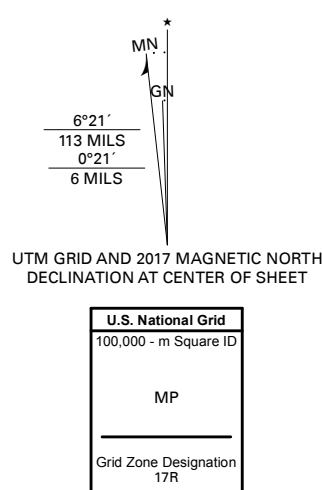 MN
GN
6°21´
113 MILS
0°21´
6 MILS
UTM GRID AND 2017 MAGNETIC NORTH
DECLINATION AT CENTER OF SHEET
U.S. National Grid
100,000 - m Square ID
MP
Grid Zone Designation
17R